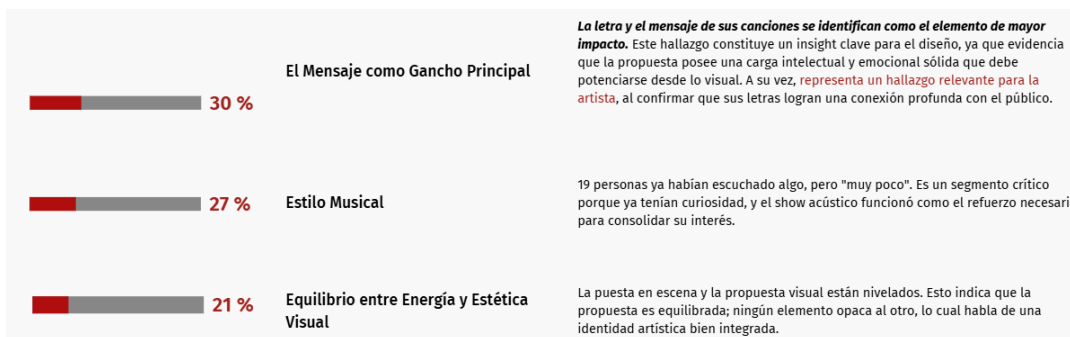 La letra y el mensaje de sus canciones se identifican como el elemento de mayor
impacto. Este hallazgo constituye un insight clave para el diseño, ya que evidencia
que la propuesta posee una carga intelectual y emocional sólida que debe
potenciarse desde lo visual. A su vez, representa un hallazgo relevante para la
artista, al confirmar que sus letras logran una conexión profunda con el público.
El Mensaje como Gancho Principal
30 %
19 personas ya habían escuchado algo, pero "muy poco". Es un segmento crítico
porque ya tenían curiosidad, y el show acústico funcionó como el refuerzo necesari
para consolidar su interés.
27 %
Estilo Musical
La puesta en escena y la propuesta visual están nivelados. Esto indica que la
propuesta es equilibrada; ningún elemento opaca al otro, lo cual habla de una
identidad artística bien integrada.
21 %
Equilibrio entre Energía y Estética
Visual